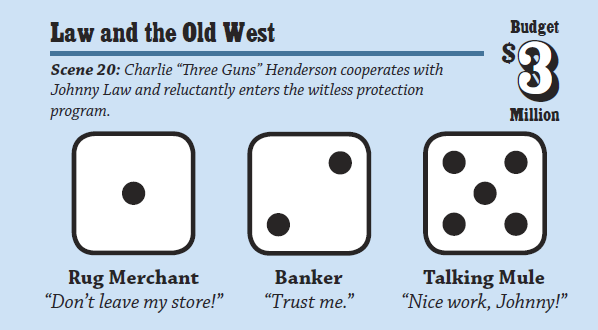 Law and the Old West
Budget
$3
Million
Scene 20: Charlie “Three Guns” Henderson cooperates with
Johnny Law and reluctantly enters the witless protection
program.
Rug Merchant
“Don’t leave my store!”
Banker
“Trust me.”
Talking Mule
“Nice work, Johnny!”